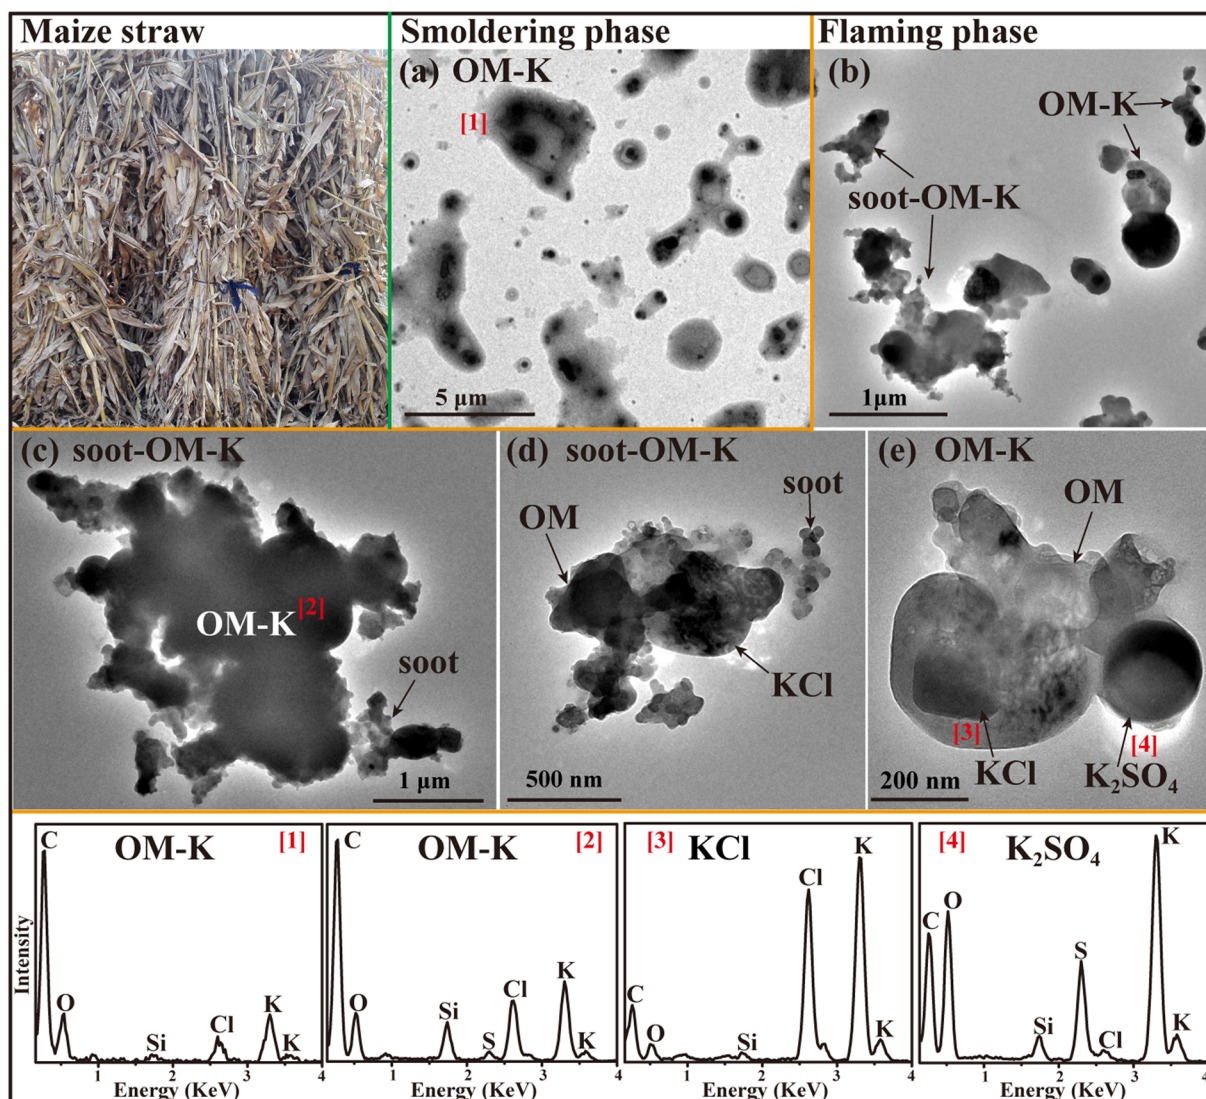 Maize straw
Smoldering phase
Flaming phase
(a) OM-K
[1]
5 μm
(b)
OM-K
soot-OM-K
1μm
(c) soot-OM-K
OM-K[2]
soot
1 μm
(d) soot-OM-K
soot
OM
KCl
500 nm
(e) OM-K
OM
[3]
KCl
[4]
K₂SO₄
200 nm
Intensity
C
OM-K [1]
O
Si
Cl
K
K
1 2 3 4
Energy (KeV)
C
OM-K [2]
O
Si
S
Cl
K
K
1 2 3 4
Energy (KeV)
[3] KCl
C
O
Si
Cl
K
K
1 2 3 4
Energy (KeV)
[4] K₂SO₄
C
O
Si
S
Cl
K
K
1 2 3 4
Energy (KeV)